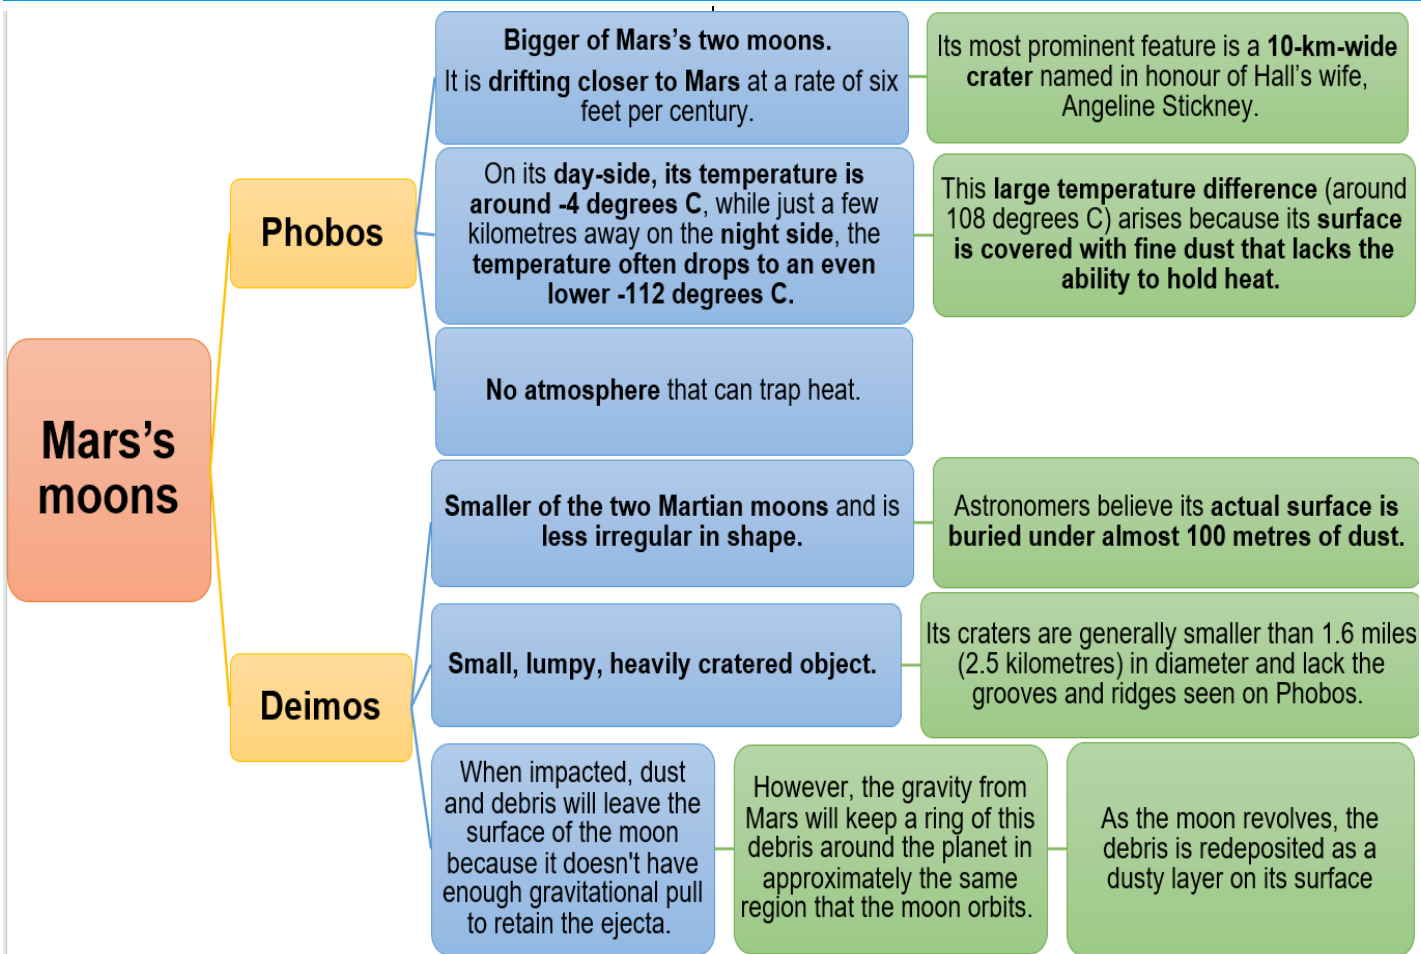 Mars’s
moons
Phobos
Bigger of Mars’s two moons.
It is drifting closer to Mars at a rate of six
feet per century.
Its most prominent feature is a 10-km-wide
crater named in honour of Hall’s wife,
Angeline Stickney.
On its day-side, its temperature is
around -4 degrees C, while just a few
kilometres away on the night side, the
temperature often drops to an even
lower -112 degrees C.
This large temperature difference (around
108 degrees C) arises because its surface
is covered with fine dust that lacks the
ability to hold heat.
No atmosphere that can trap heat.
Deimos
Smaller of the two Martian moons and is
less irregular in shape.
Astronomers believe its actual surface is
buried under almost 100 metres of dust.
Small, lumpy, heavily cratered object.
Its craters are generally smaller than 1.6 miles
(2.5 kilometres) in diameter and lack the
grooves and ridges seen on Phobos.
When impacted, dust
and debris will leave the
surface of the moon
because it doesn't have
enough gravitational pull
to retain the ejecta.
However, the gravity from
Mars will keep a ring of this
debris around the planet in
approximately the same
region that the moon orbits.
As the moon revolves, the
debris is redeposited as a
dusty layer on its surface